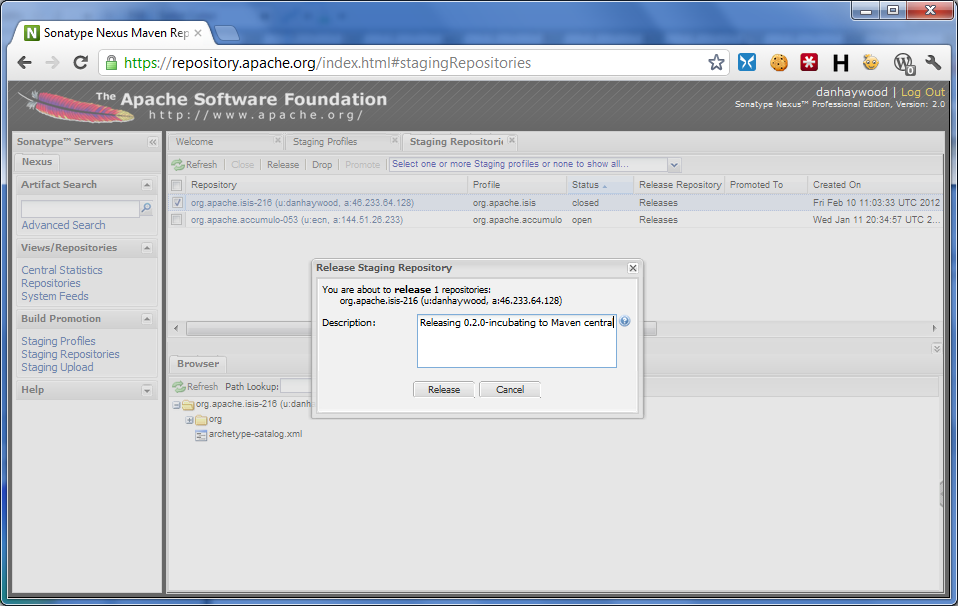 Sonatype Nexus Maven Rep
https://repository.apache.org/index.html#stagingRepositories
The Apache Software Foundation
http://www.apache.org/
danhaywood | Log Out
Sonatype Nexus™ Professional Edition, Version: 2.0
Sonatype™ Servers
Nexus
Artifact Search
Advanced Search
Views/Repositories
Central Statistics
Repositories
System Feeds
Build Promotion
Staging Profiles
Staging Repositories
Staging Upload
Help
Welcome Staging Profiles Staging Repositori
Refresh Close Release Drop Promote Select one or more Staging profiles or none to show all...
Repository Profile Status Release Repository Promoted To Created On
org.apache.isis-216 (u:danhaywood, a:46.233.64.128) org.apache.isis closed Releases Fri Feb 10 11:03:33 UTC 2012
org.apache.accumulo-053 (u:ecn, a:144.51.26.233) org.apache.accumulo open Releases Wed Jan 11 20:34:57 UTC 2...
Release Staging Repository
You are about to release 1 repositories:
org.apache.isis-216 (u:danhaywood, a:46.233.64.128)
Description: Releasing 0.2.0-incubating to Maven central
Release Cancel
Browser
Refresh Path Lookup:
org.apache.isis-216 (u:danh
org
archetype-catalog.xml